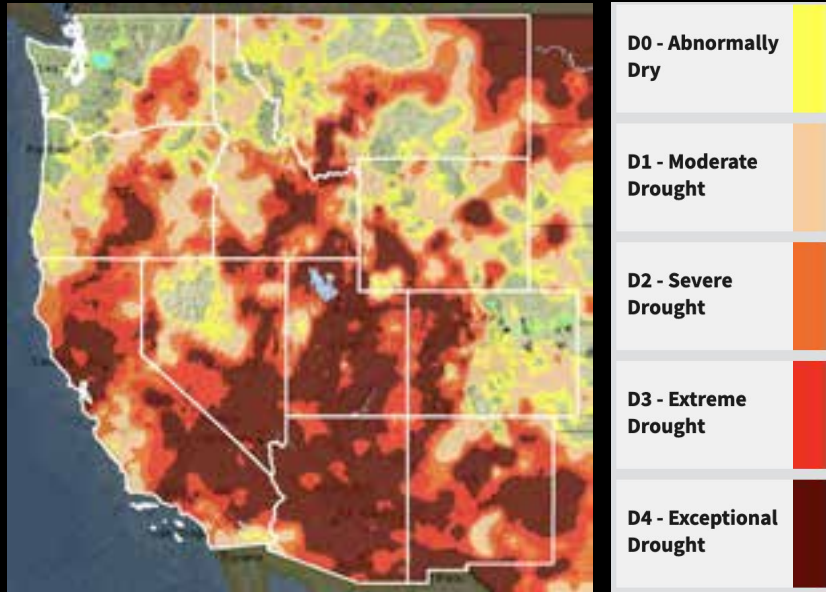 D0 - Abnormally
Dry
D1 - Moderate
Drought
D2 - Severe
Drought
D3 - Extreme
Drought
D4 - Exceptional
Drought